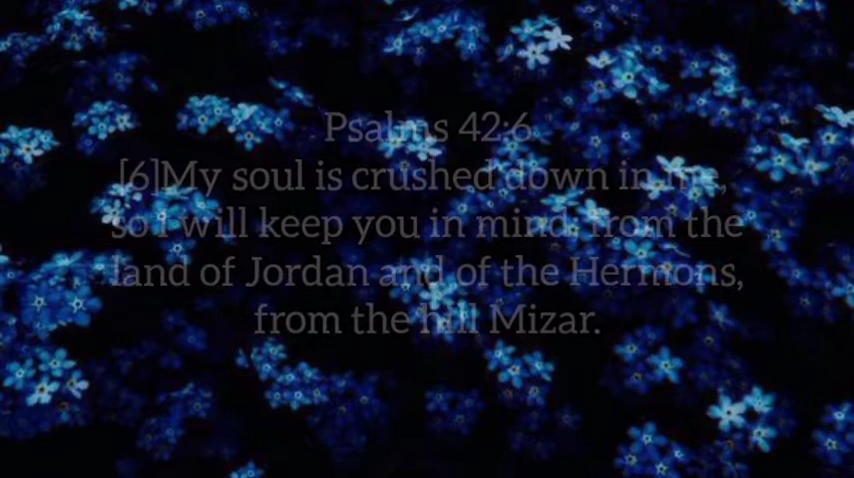 Psalms 42:6
[6]My soul is crushed down in me,
so I will keep you in mind, from the
land of Jordan and of the Hermons,
from the hill Mizar.